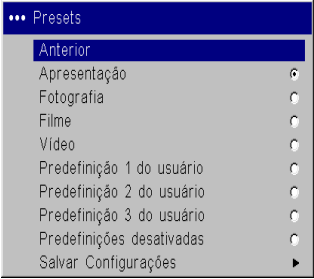 ••• Presets
Anterior
Apresentação
Fotografia
Filme
Vídeo
Predefinição 1 do usuário
Predefinição 2 do usuário
Predefinição 3 do usuário
Predefinições desativadas
Salvar Configurações